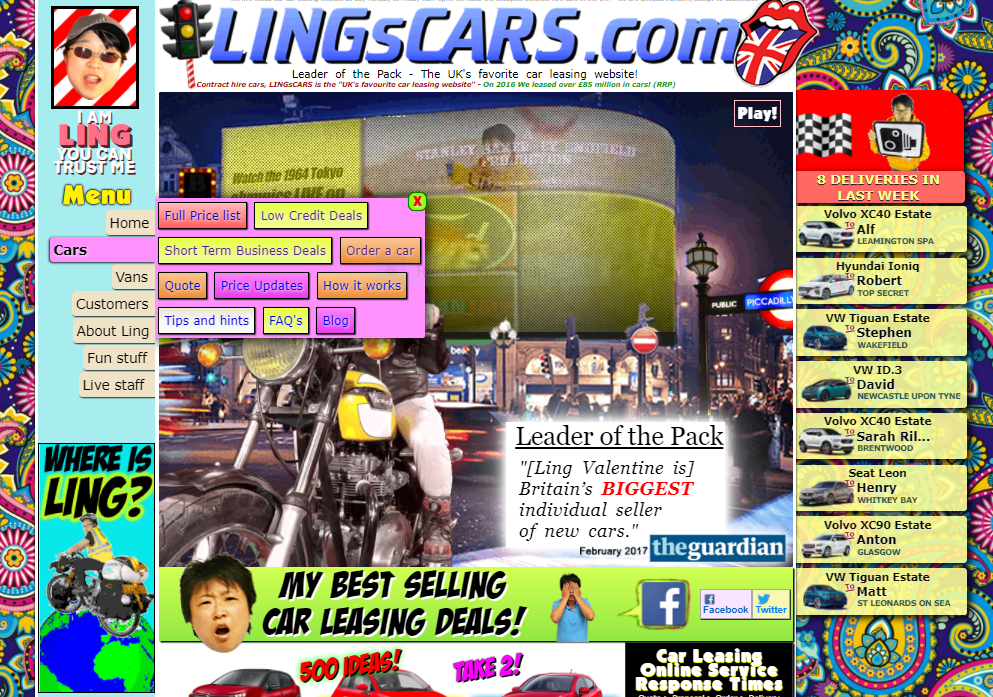 LINGsCARS.com
Leader of the Pack - The UK's favorite car leasing website!
Contract hire cars, LINGsCARS is the "UK's favourite car leasing website" - On 2016 We leased over £85 million in cars! (RRP)
I AM
LING
YOU CAN
TRUST ME
Menu
Home
Cars
Vans
Customers
About Ling
Fun stuff
Live staff
WHERE IS
LING?
Play!
Watch the 1964 Tokyo
X
Full Price list
Low Credit Deals
Short Term Business Deals
Order a car
Quote
Price Updates
How it works
Tips and hints
FAQ's
Blog
PUBLIC
PICCADILLY
Leader of the Pack
"[Ling Valentine is]
Britain's BIGGEST
individual seller
of new cars."
February 2017 theguardian
MY BEST SELLING
CAR LEASING DEALS!
f
Facebook
Twitter
500 IDEAS!
TAKE 2!
Car Leasing
Online Service
Response Times
8 DELIVERIES IN
LAST WEEK
Volvo XC40 Estate
TO Alf
LEAMINGTON SPA
Hyundai Ioniq
TO Robert
TOP SECRET
VW Tiguan Estate
TO Stephen
WAKEFIELD
VW ID.3
TO David
NEWCASTLE UPON TYNE
Volvo XC40 Estate
TO Sarah Ril...
BRENTWOOD
Seat Leon
TO Henry
WHITKEY BAY
Volvo XC90 Estate
TO Anton
GLASGOW
VW Tiguan Estate
TO Matt
ST LEONARDS ON SEA